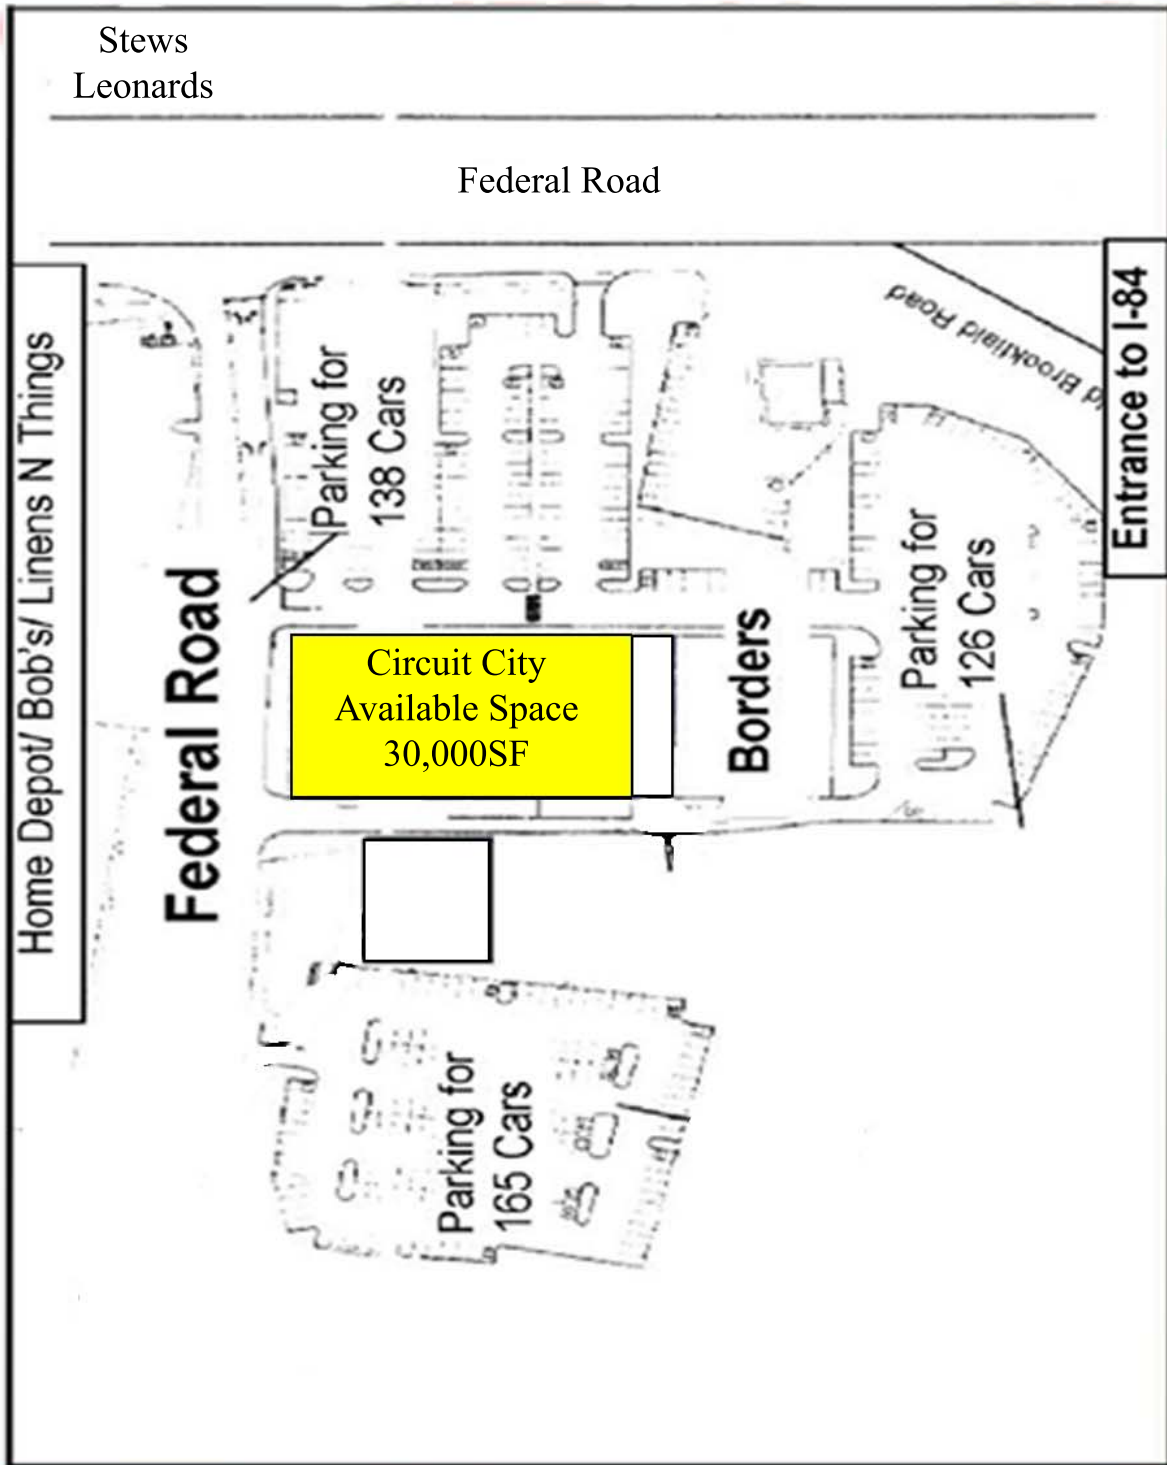 Stews
Leonards
Federal Road
Home Depot/ Bob's/ Linens N Things
Federal Road
Parking for
138 Cars
Brookfield Road
Entrance to I-84
Parking for
126 Cars
Circuit City
Available Space
30,000SF
Borders
Parking for
165 Cars